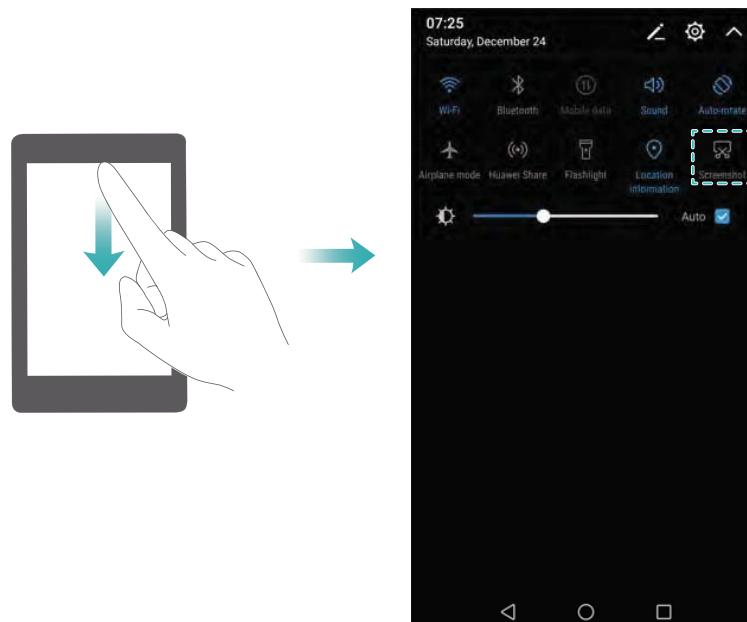 07:25
Saturday, December 24
Wi-Fi Bluetooth Mobile data Sound Auto-rotate
Airplane mode Huawei Share Flashlight Location Screenshot
information
Auto